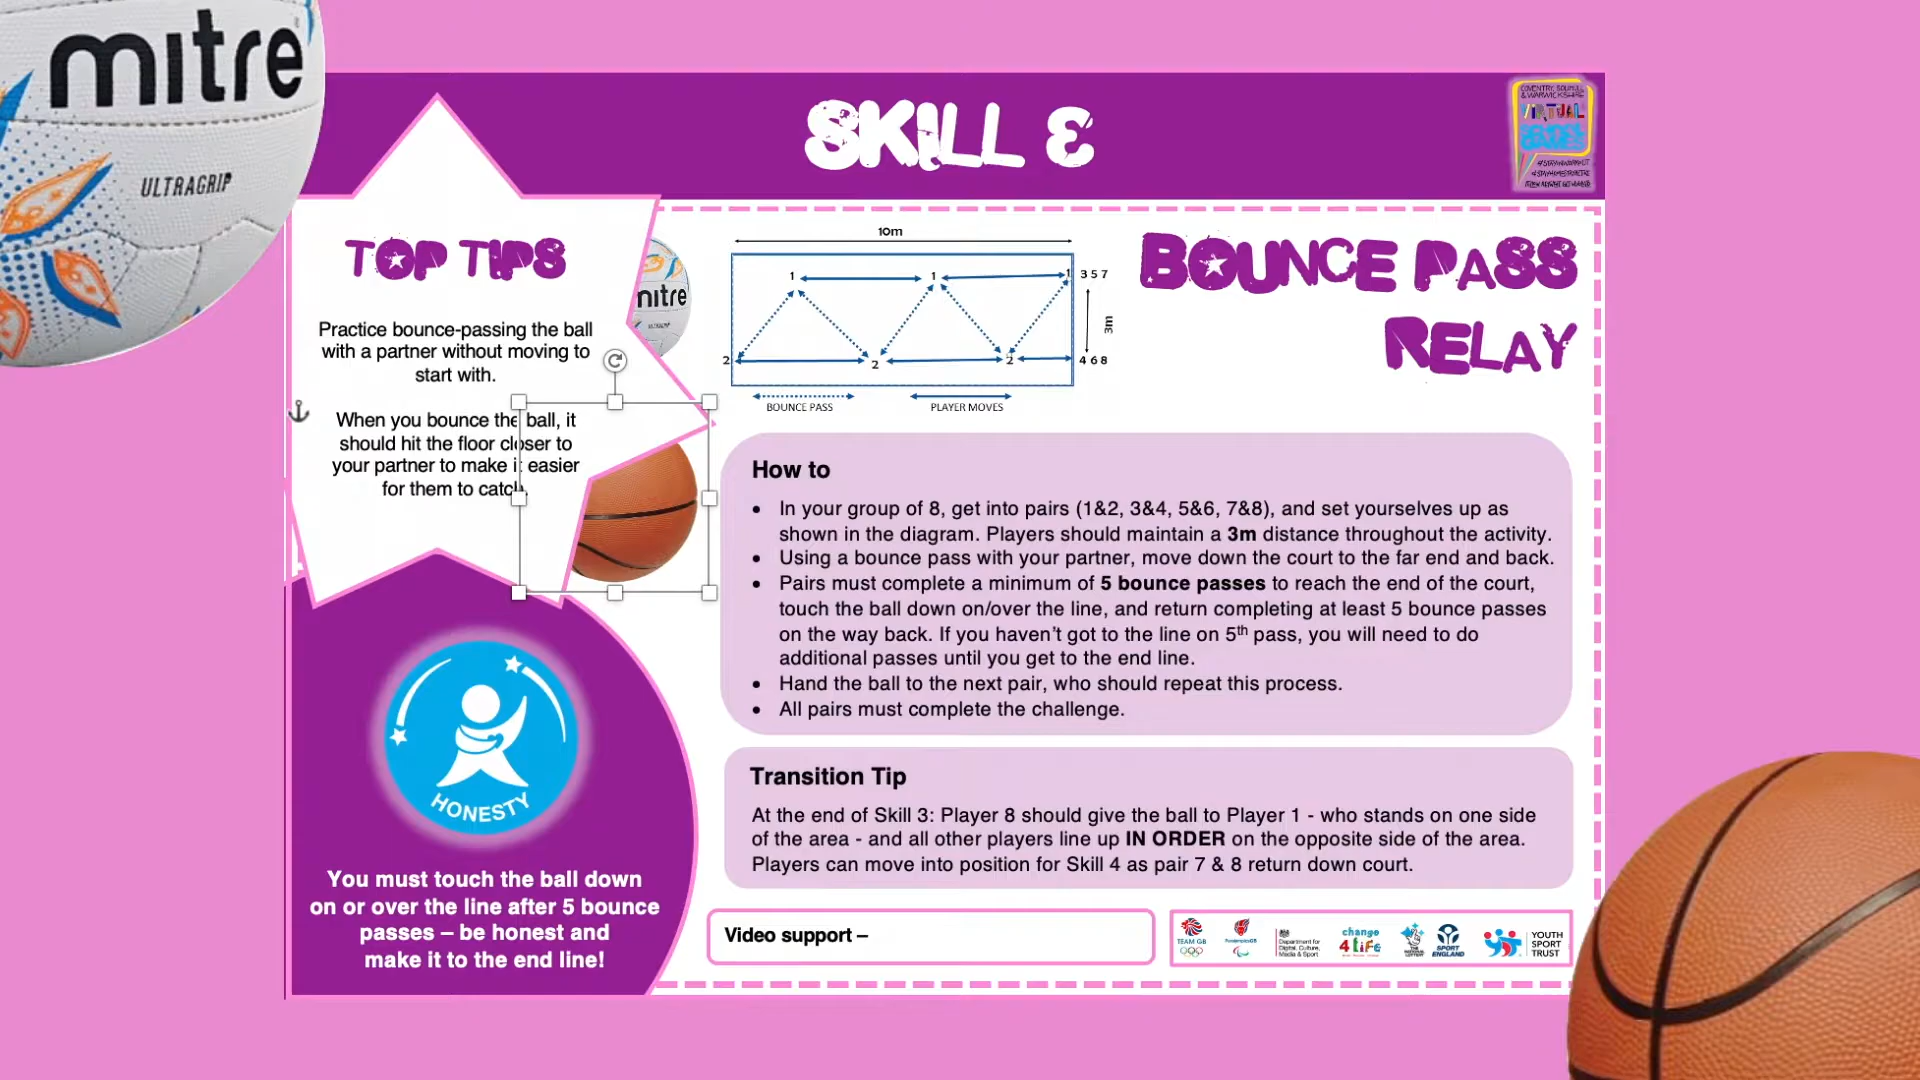 mitre
ULTRAGRIP
SKILL 3
COVENTRY, SOLIHULL
& WARWICKSHIRE
VIRTUAL
GAMES
TOP TIPS
Practice bounce-passing the ball
with a partner without moving to
start with.
When you bounce the ball, it
should hit the floor closer to
your partner to make it easier
for them to catch.
mitre
10m
1
1
1 3 5 7
3m
2
2
2
4 6 8
BOUNCE PASS
PLAYER MOVES
BOUNCE PASS
RELAY
How to
• In your group of 8, get into pairs (1&2, 3&4, 5&6, 7&8), and set yourselves up as
shown in the diagram. Players should maintain a 3m distance throughout the activity.
• Using a bounce pass with your partner, move down the court to the far end and back.
• Pairs must complete a minimum of 5 bounce passes to reach the end of the court,
touch the ball down on/over the line, and return completing at least 5 bounce passes
on the way back. If you haven’t got to the line on 5th pass, you will need to do
additional passes until you get to the end line.
• Hand the ball to the next pair, who should repeat this process.
• All pairs must complete the challenge.
Transition Tip
At the end of Skill 3: Player 8 should give the ball to Player 1 - who stands on one side
of the area - and all other players line up IN ORDER on the opposite side of the area.
Players can move into position for Skill 4 as pair 7 & 8 return down court.
HONESTY
You must touch the ball down
on or over the line after 5 bounce
passes – be honest and
make it to the end line!
Video support –
TEAM GB
ParalympicsGB
Department for
Digital, Culture,
Media & Sport
change
4 LiFE
SPORT
ENGLAND
YOUTH
SPORT
TRUST